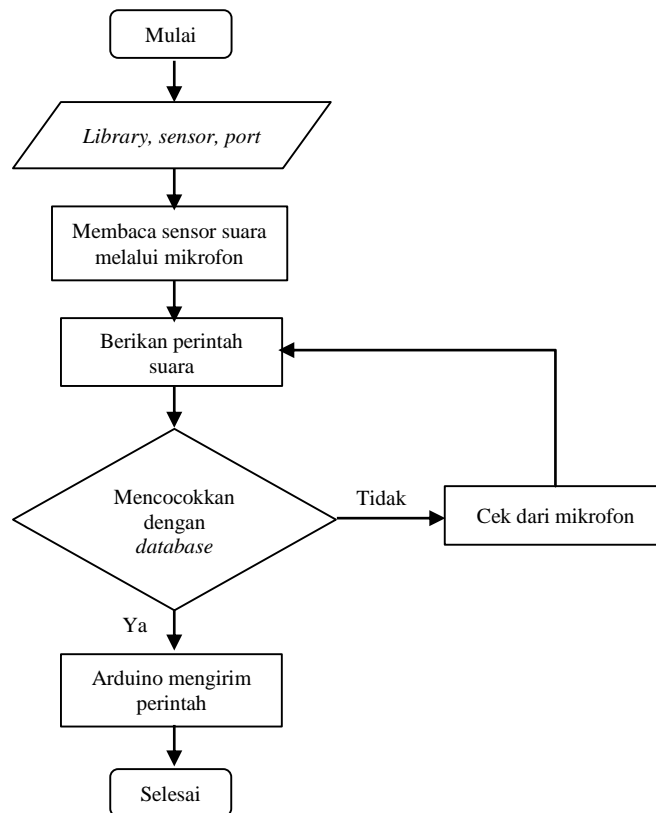 Mulai
Library, sensor, port
Membaca sensor suara
melalui mikrofon
Berikan perintah
suara
Mencocokkan
dengan
database
Tidak
Cek dari mikrofon
Ya
Arduino mengirim
perintah
Selesai